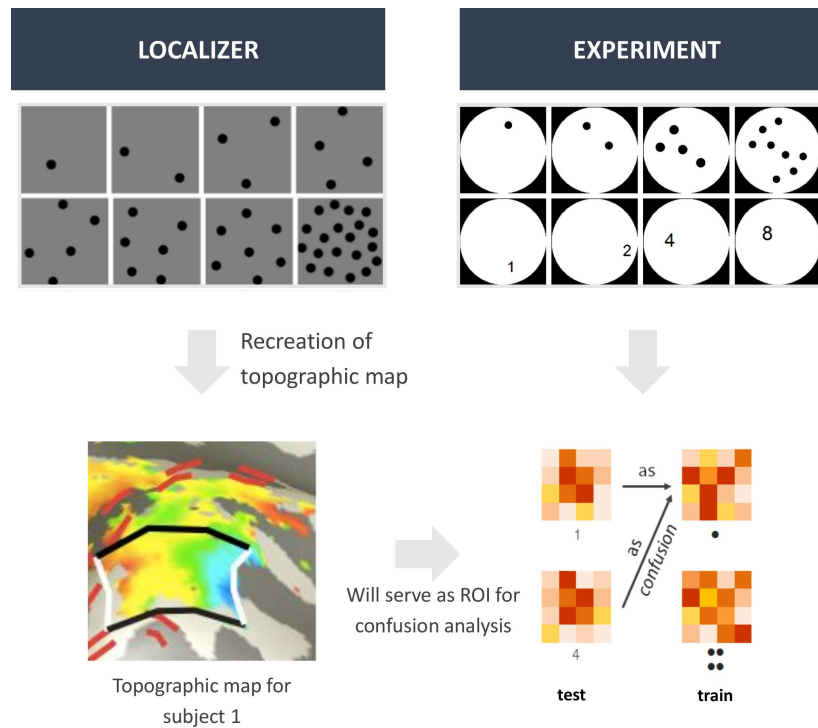 LOCALIZER
EXPERIMENT
1
2
4
8
Recreation of
topographic map
as
as
confusion
1
4
Will serve as ROI for
confusion analysis
test
train
Topographic map for
subject 1